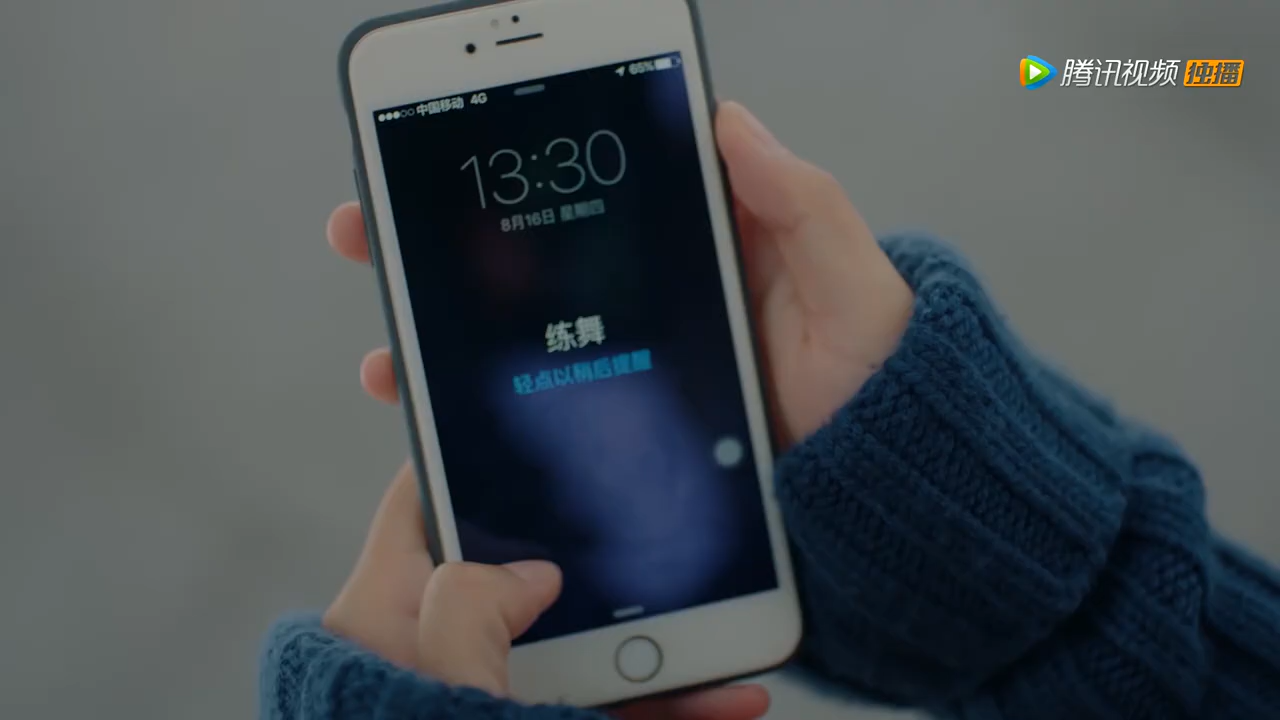 腾讯视频 独播
中国移动 4G 65%
13:30
8月16日 星期四
练舞
轻点以稍后提醒